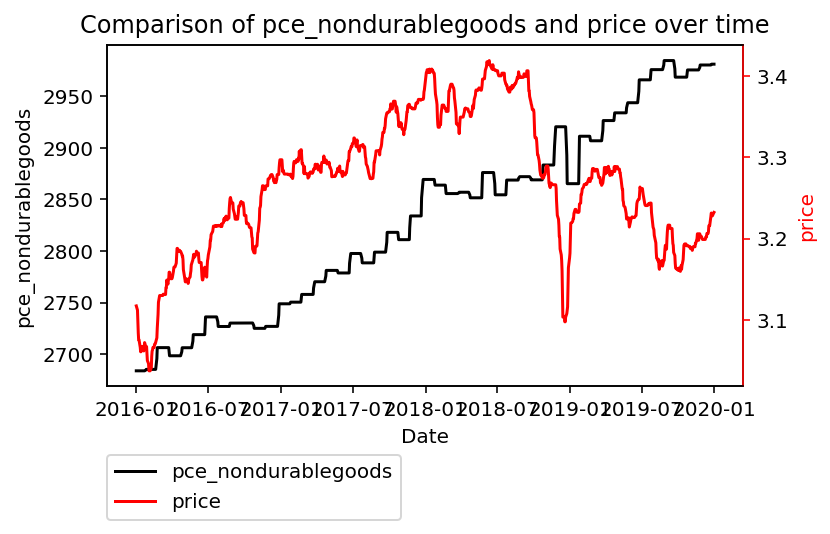 Comparison of pce_nondurablegoods and price over time
pce_nondurablegoods
2950
2900
2850
2800
2750
2700
3.4
3.3
3.2
3.1
price
2016-01 2016-07 2017-01 2017-07 2018-01 2018-07 2019-01 2019-07 2020-01
Date
pce_nondurablegoods
price